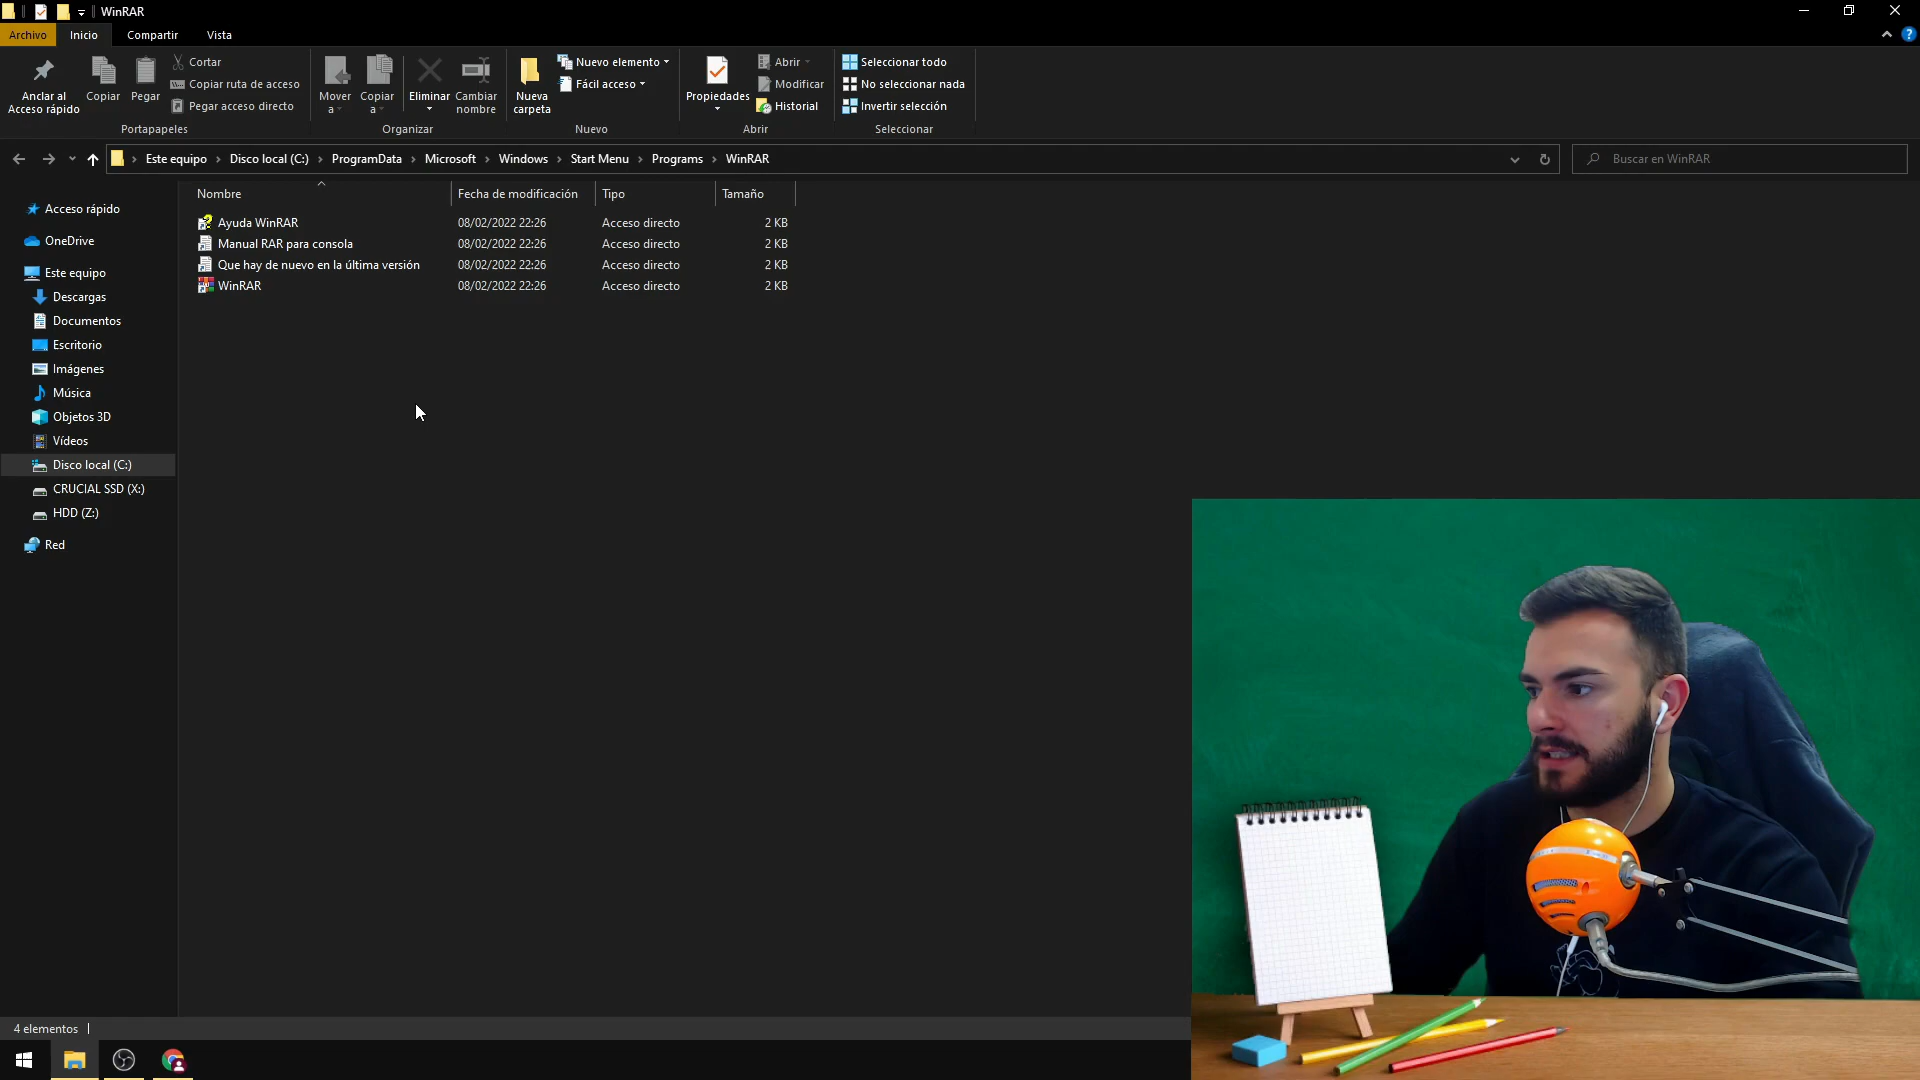 WinRAR
Archivo Inicio Compartir Vista
Anclar al
Acceso rápido
Copiar
Pegar
Cortar
Copiar ruta de acceso
Pegar acceso directo
Portapapeles
Mover
a
Copiar
a
Eliminar
Cambiar
nombre
Organizar
Nueva
carpeta
Nuevo elemento
Fácil acceso
Nuevo
Propiedades
Abrir
Modificar
Historial
Abrir
Seleccionar todo
No seleccionar nada
Invertir selección
Seleccionar
Este equipo Disco local (C:) ProgramData Microsoft Windows Start Menu Programs WinRAR
Buscar en WinRAR
Acceso rápido
OneDrive
Este equipo
Descargas
Documentos
Escritorio
Imágenes
Música
Objetos 3D
Vídeos
Disco local (C:)
CRUCIAL SSD (X:)
HDD (Z:)
Red
Nombre Fecha de modificación Tipo Tamaño
Ayuda WinRAR 08/02/2022 22:26 Acceso directo 2 KB
Manual RAR para consola 08/02/2022 22:26 Acceso directo 2 KB
Que hay de nuevo en la última versión 08/02/2022 22:26 Acceso directo 2 KB
WinRAR 08/02/2022 22:26 Acceso directo 2 KB
4 elementos